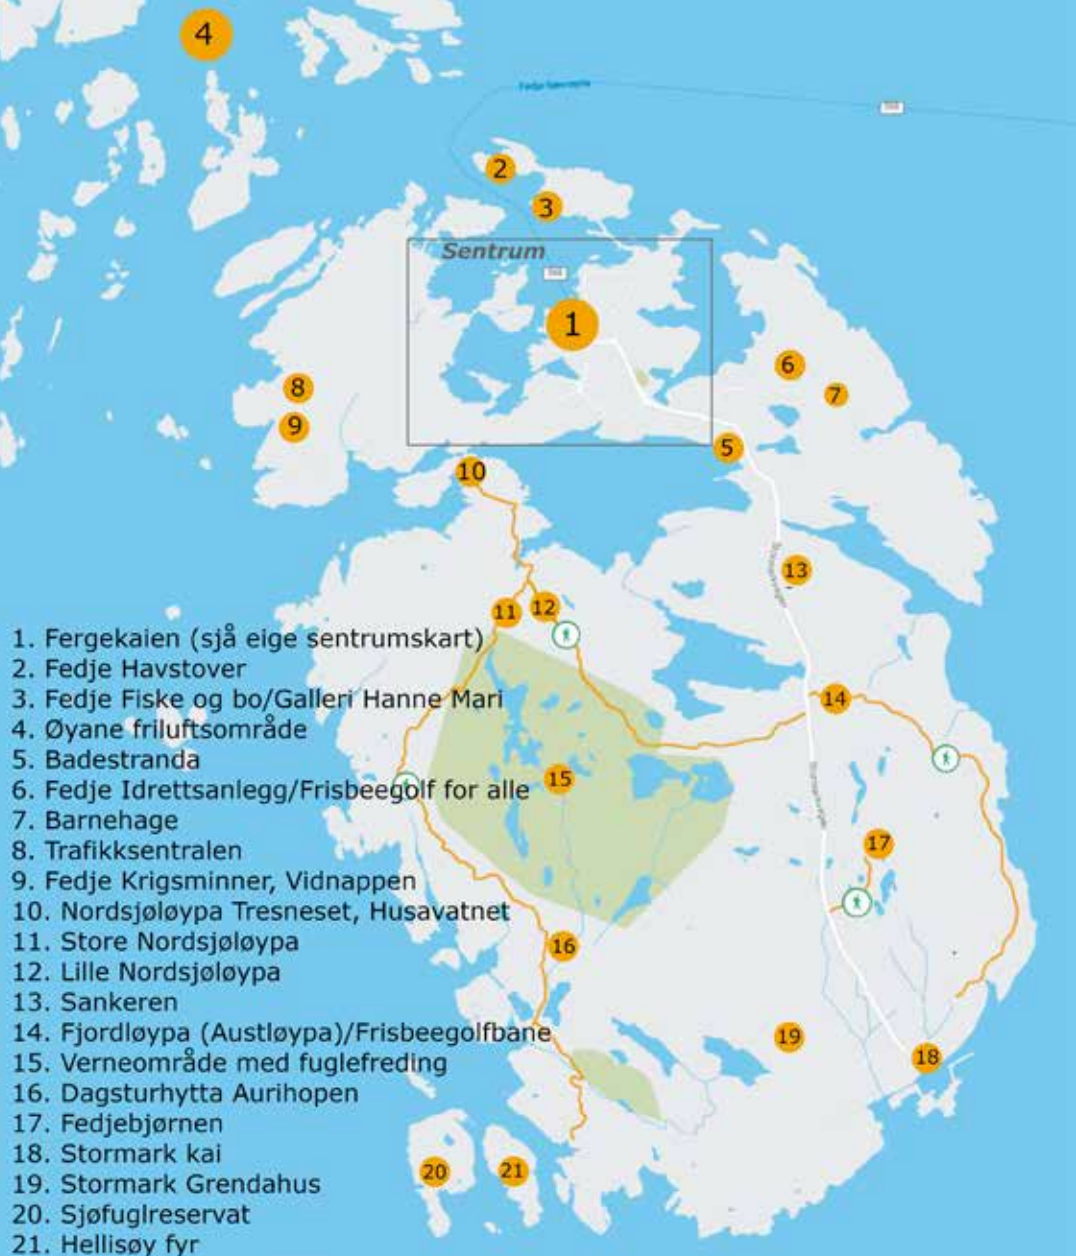 4
Fedje
2
3
Sentrum
1
6
8
7
9
5
10
13
11
12
14
15
17
16
19
18
20
21
1. Fergekaien (sjå eige sentrumskart)
2. Fedje Havstover
3. Fedje Fiske og bo/Galleri Hanne Mari
4. Øyane friluftsområde
5. Badestranda
6. Fedje Idrettsanlegg/Frisbeegolf for alle
7. Barnehage
8. Trafikksentralen
9. Fedje Krigsminner, Vidnappen
10. Nordsjøløypa Tresneset, Husavatnet
11. Store Nordsjøløypa
12. Lille Nordsjøløypa
13. Sankeren
14. Fjordløypa (Austløypa)/Frisbeegolfbane
15. Verneområde med fuglefreding
16. Dagsturhytta Aurihopen
17. Fedjebjørnen
18. Stormark kai
19. Stormark Grendahus
20. Sjøfuglreservat
21. Hellisøy fyr